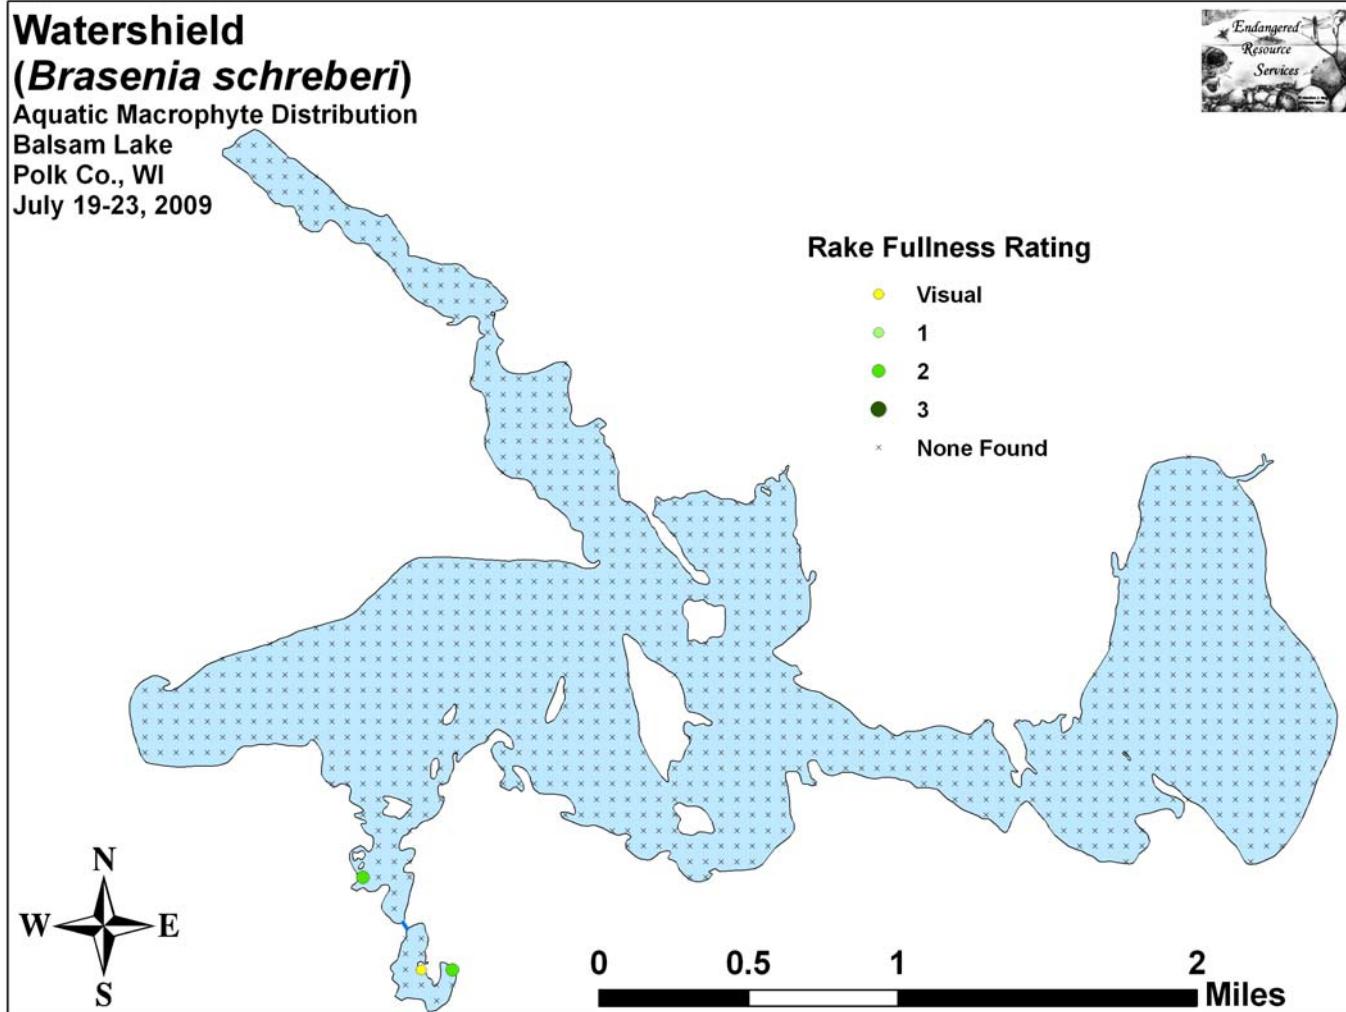 Watershield
(Brasenia schreberi)
Aquatic Macrophyte Distribution
Balsam Lake
Polk Co., WI
July 19-23, 2009
Endangered
Resource
Services
Rake Fullness Rating
Visual
1
2
3
None Found
N
W E
S
0 0.5 1 2
Miles